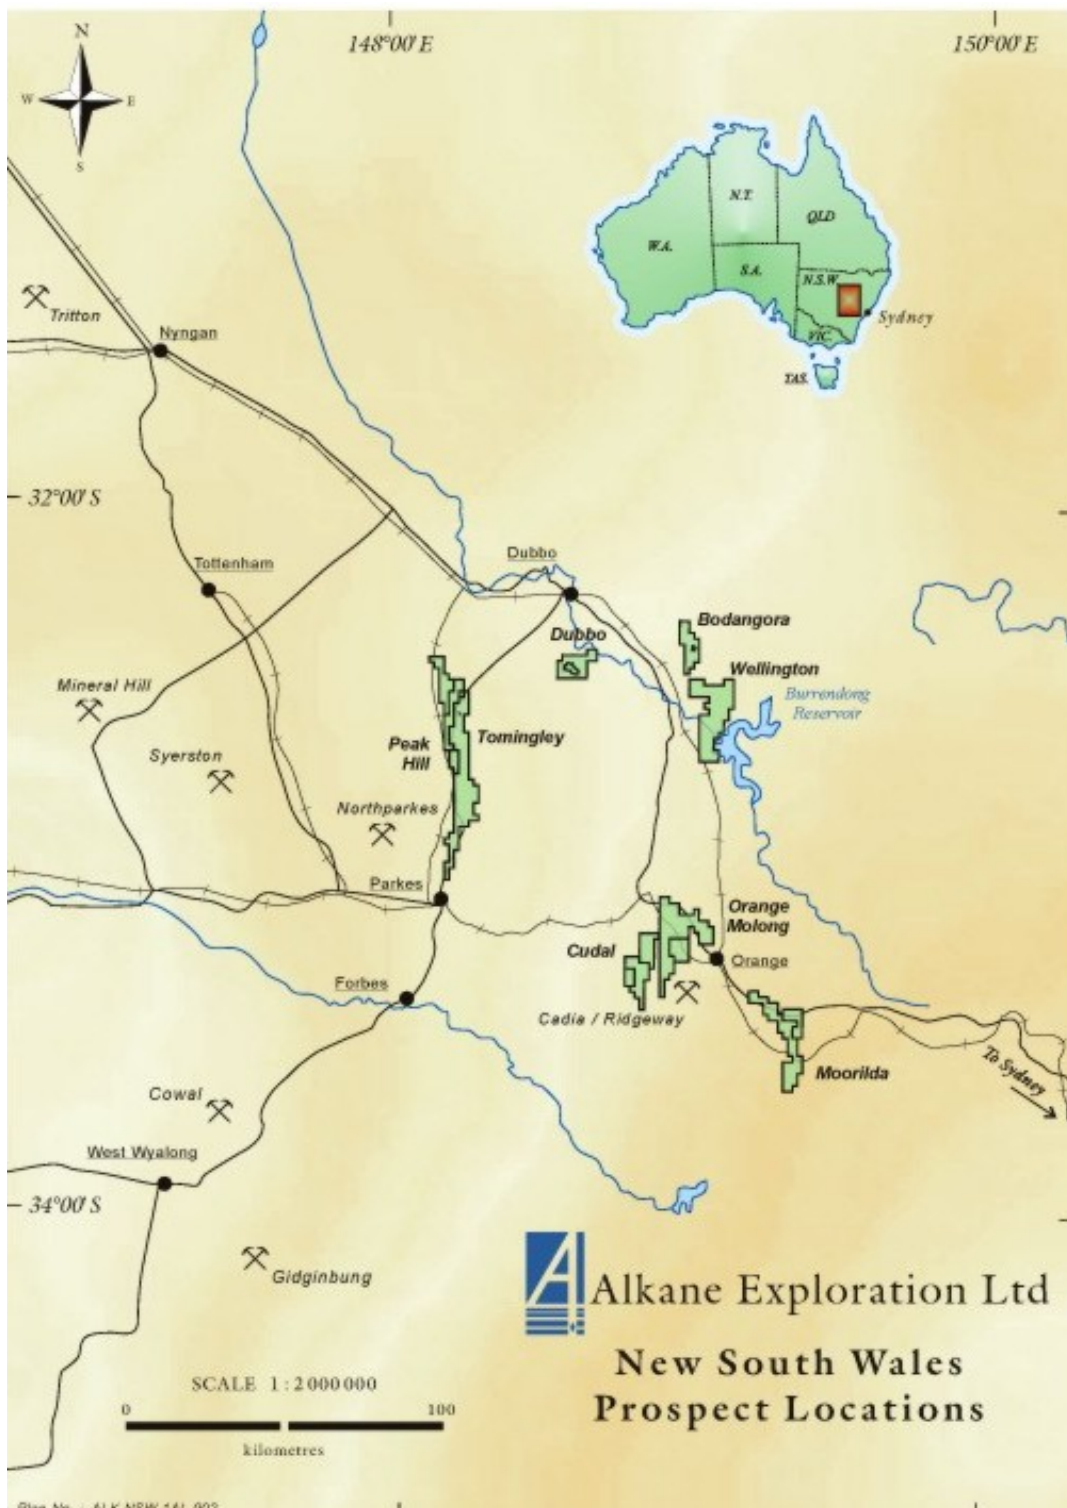 148°00' E
150°00' E
N
W
E
S
N.T.
QLD
W.A.
S.A.
N.S.W.
Sydney
VIC.
TAS.
Tritton
Nyngan
32°00' S
Tottenham
Dubbo
Dubbo
Bodangora
Wellington
Burrendong
Reservoir
Mineral Hill
Syerston
Peak
Hill
Tomingley
Northparkes
Parkes
Orange
Molong
Cudal
Orange
Forbes
Cadia / Ridgeway
To Sydney
Moorilda
Cowal
West Wyalong
34°00' S
Gidginbung
A
Alkane Exploration Ltd
New South Wales
Prospect Locations
SCALE 1:2 000 000
0
100
kilometres